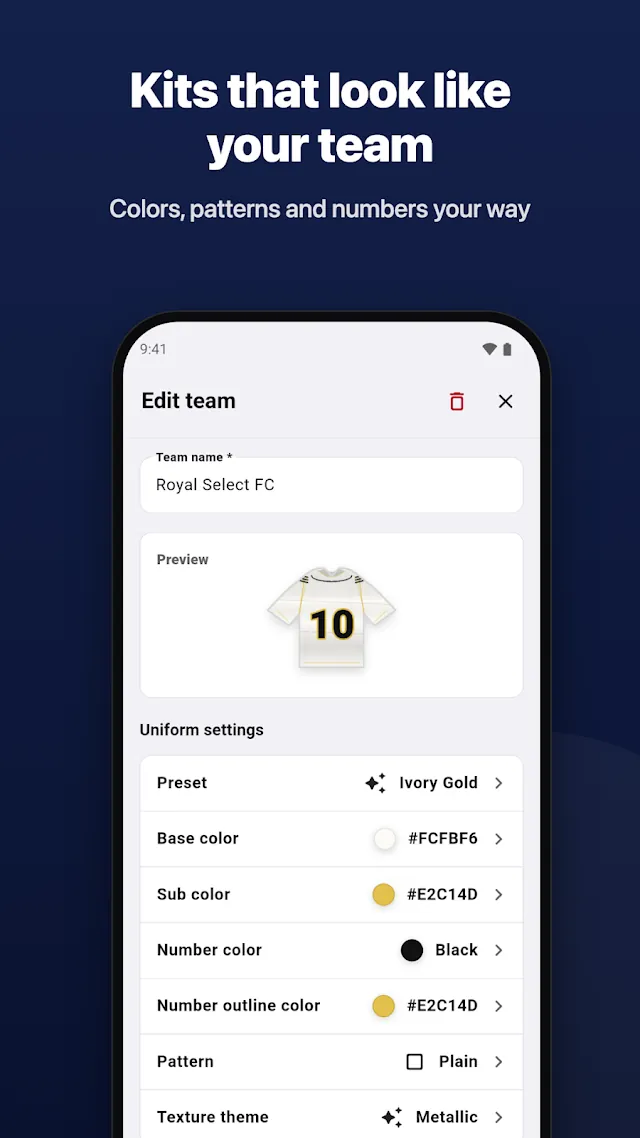 Kits that look like
your team
Colors, patterns and numbers your way
9:41
Edit team
Team name *
Royal Select FC
Preview
10
Uniform settings
Preset Ivory Gold
Base color #FCFBF6
Sub color #E2C14D
Number color Black
Number outline color #E2C14D
Pattern Plain
Texture theme Metallic